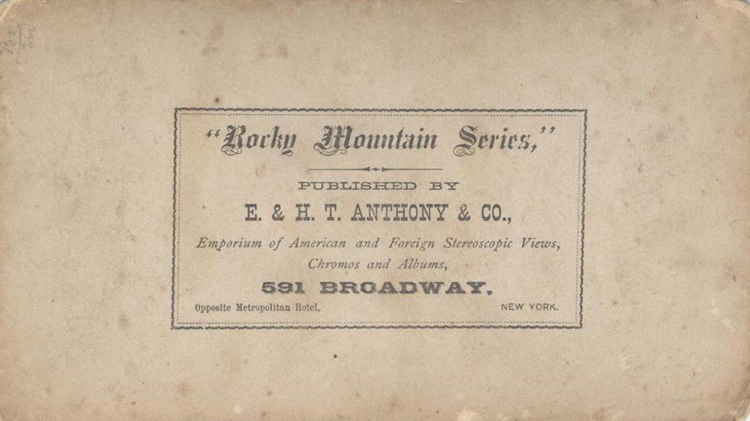 "Rocky Mountain Series,"
PUBLISHED BY
E. & H. T. ANTHONY & CO.,
Emporium of American and Foreign Stereoscopic Views,
Chromos and Albums,
591 BROADWAY.
Opposite Metropolitan Hotel, NEW YORK.